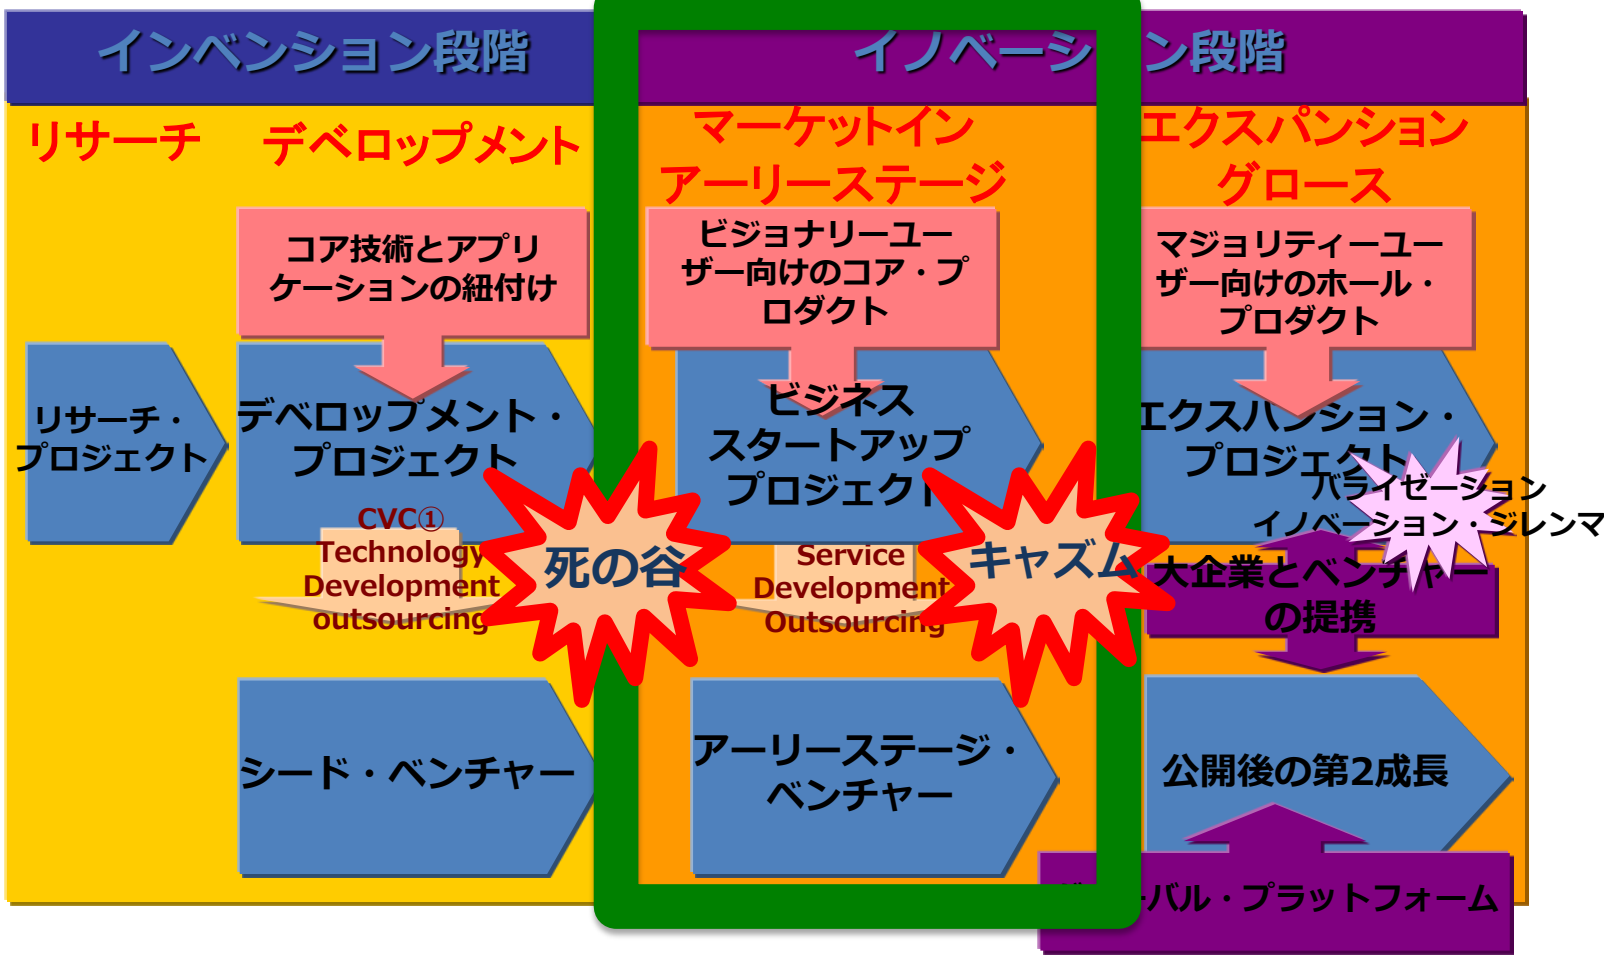 インベンション段階
イノベーション段階
リサーチ
デベロップメント
マーケットイン
アーリーステージ
エクスパンション
グロース
コア技術とアプリ
ケーションの紐付け
ビジョナリーユー
ザー向けのコア・プ
ロダクト
マジョリティーユー
ザー向けのホール・
プロダクト
リサーチ・
プロジェクト
デベロップメント・
プロジェクト
ビジネス
スタートアップ
プロジェクト
エクスパンション・
プロジェクト
バライゼーション
イノベーション・ジレンマ
CVC①
Technology
Development
outsourcing
死の谷
Service
Development
Outsourcing
キャズム
大企業とベンチャー
の提携
シード・ベンチャー
アーリーステージ・
ベンチャー
公開後の第2成長
バル・プラットフォーム